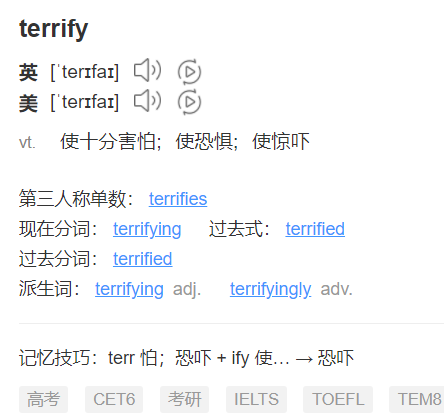 terrify
英 [ˈterɪfaɪ]
美 [ˈterɪfaɪ]
vt. 使十分害怕；使恐惧；使惊吓
第三人称单数： terrifies
现在分词： terrifying 过去式： terrified
过去分词： terrified
派生词： terrifying adj. terrifyingly adv.
记忆技巧：terr 怕；恐吓 + ify 使… → 恐吓
高考 CET6 考研 IELTS TOEFL TEM8